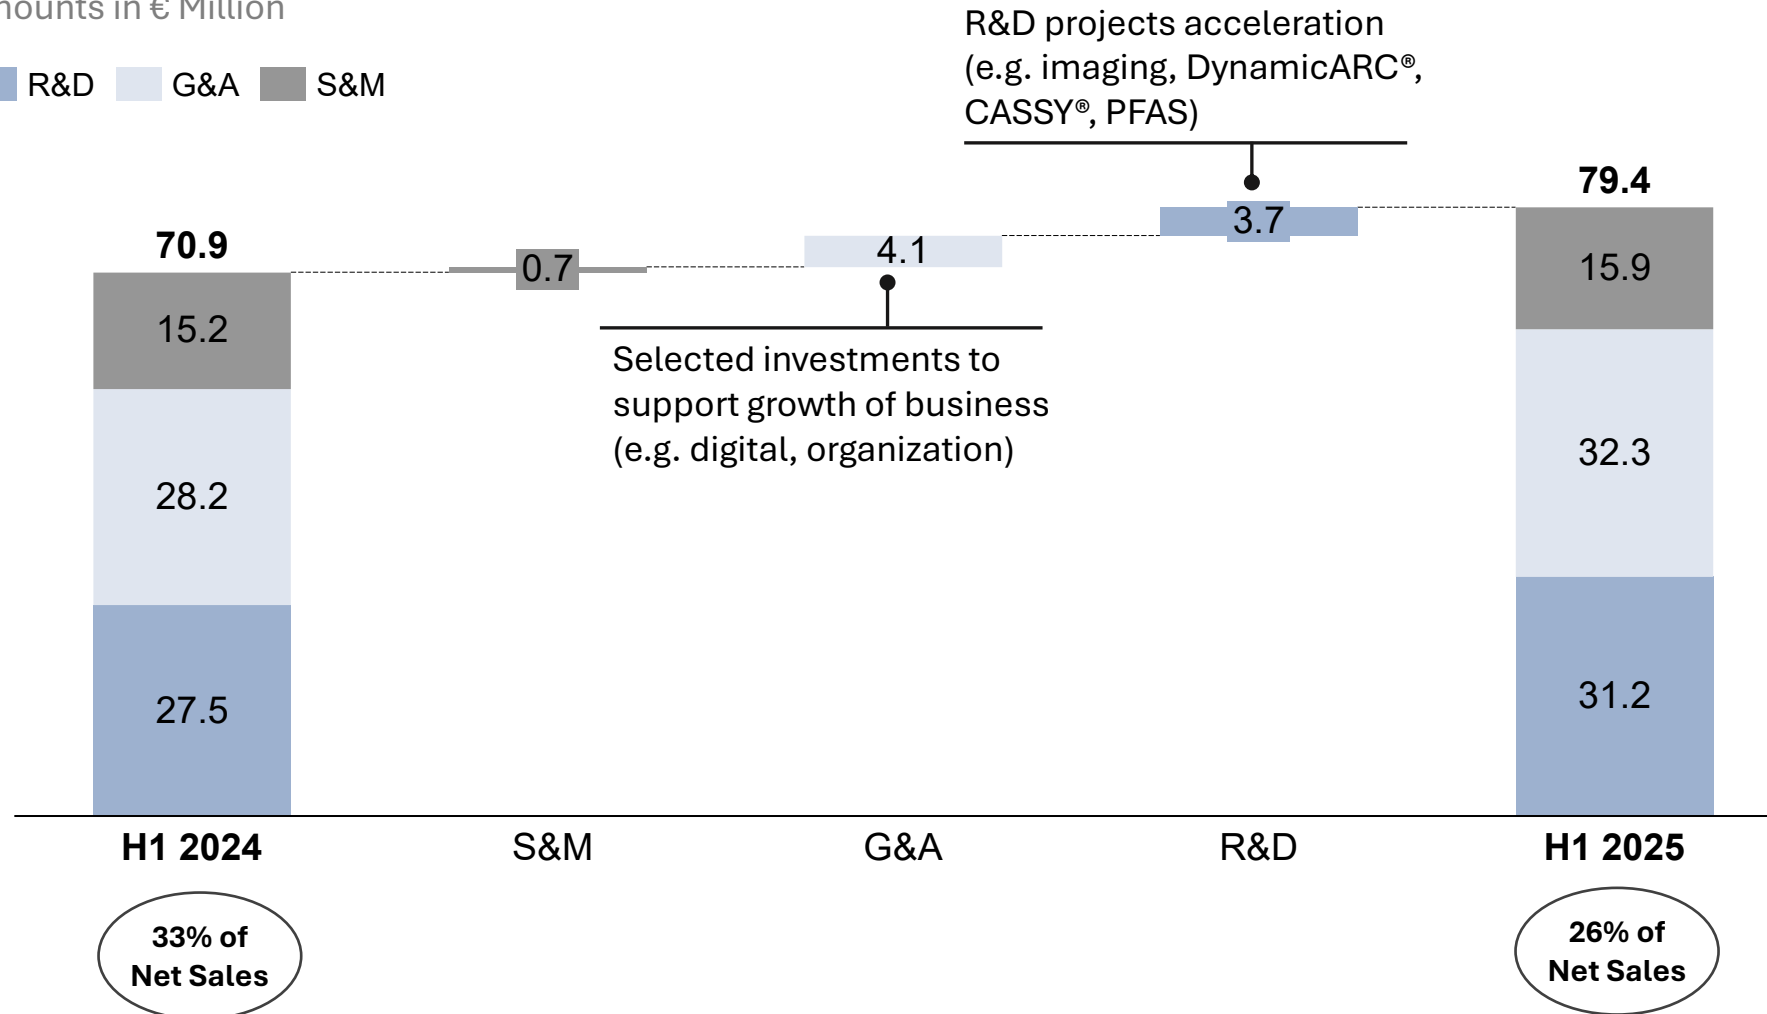 in € Million
R&D G&A S&M
R&D projects acceleration
(e.g. imaging, DynamicARC®,
CASSY®, PFAS)
79.4
70.9
3.7
4.1
0.7
15.9
15.2
Selected investments to
support growth of business
(e.g. digital, organization)
32.3
28.2
31.2
27.5
H1 2024 S&M G&A R&D H1 2025
33% of
Net Sales
26% of
Net Sales